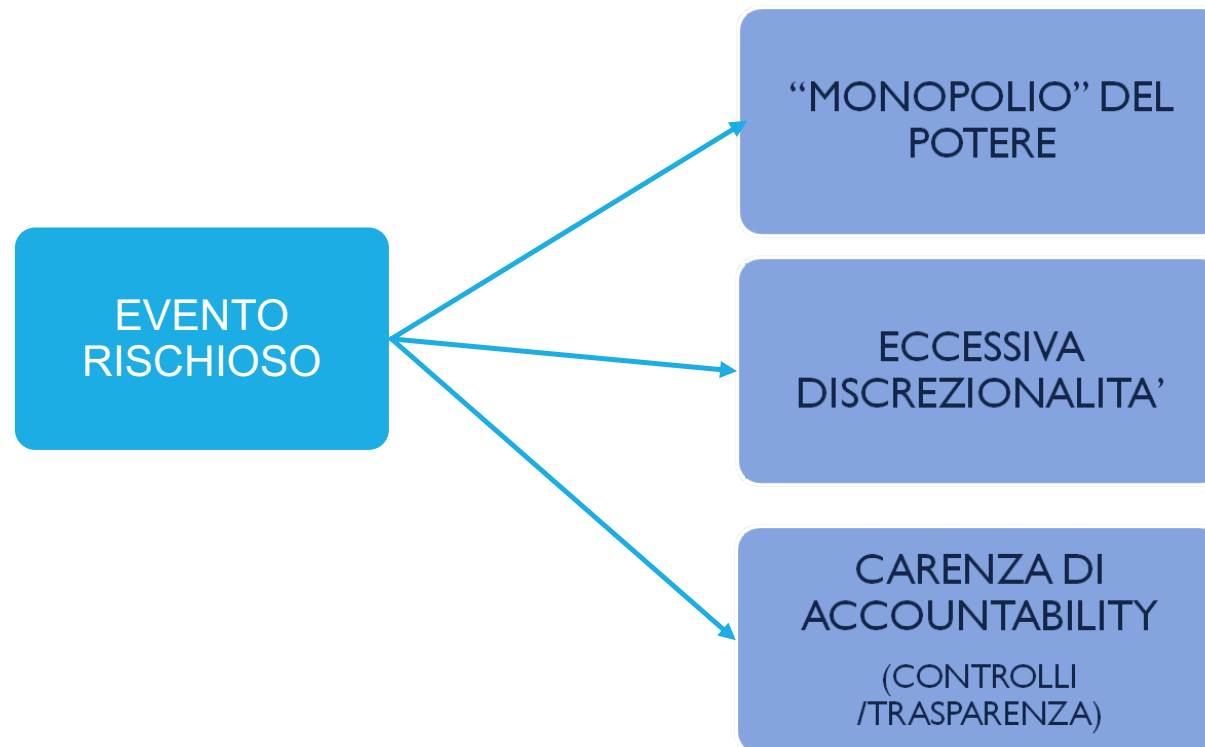 “MONOPOLIO” DEL
POTERE
EVENTO
RISCHIOSO
ECCESSIVA
DISCREZIONALITA’
CARENZA DI
ACCOUNTABILITY
(CONTROLLI
/TRASPARENZA)